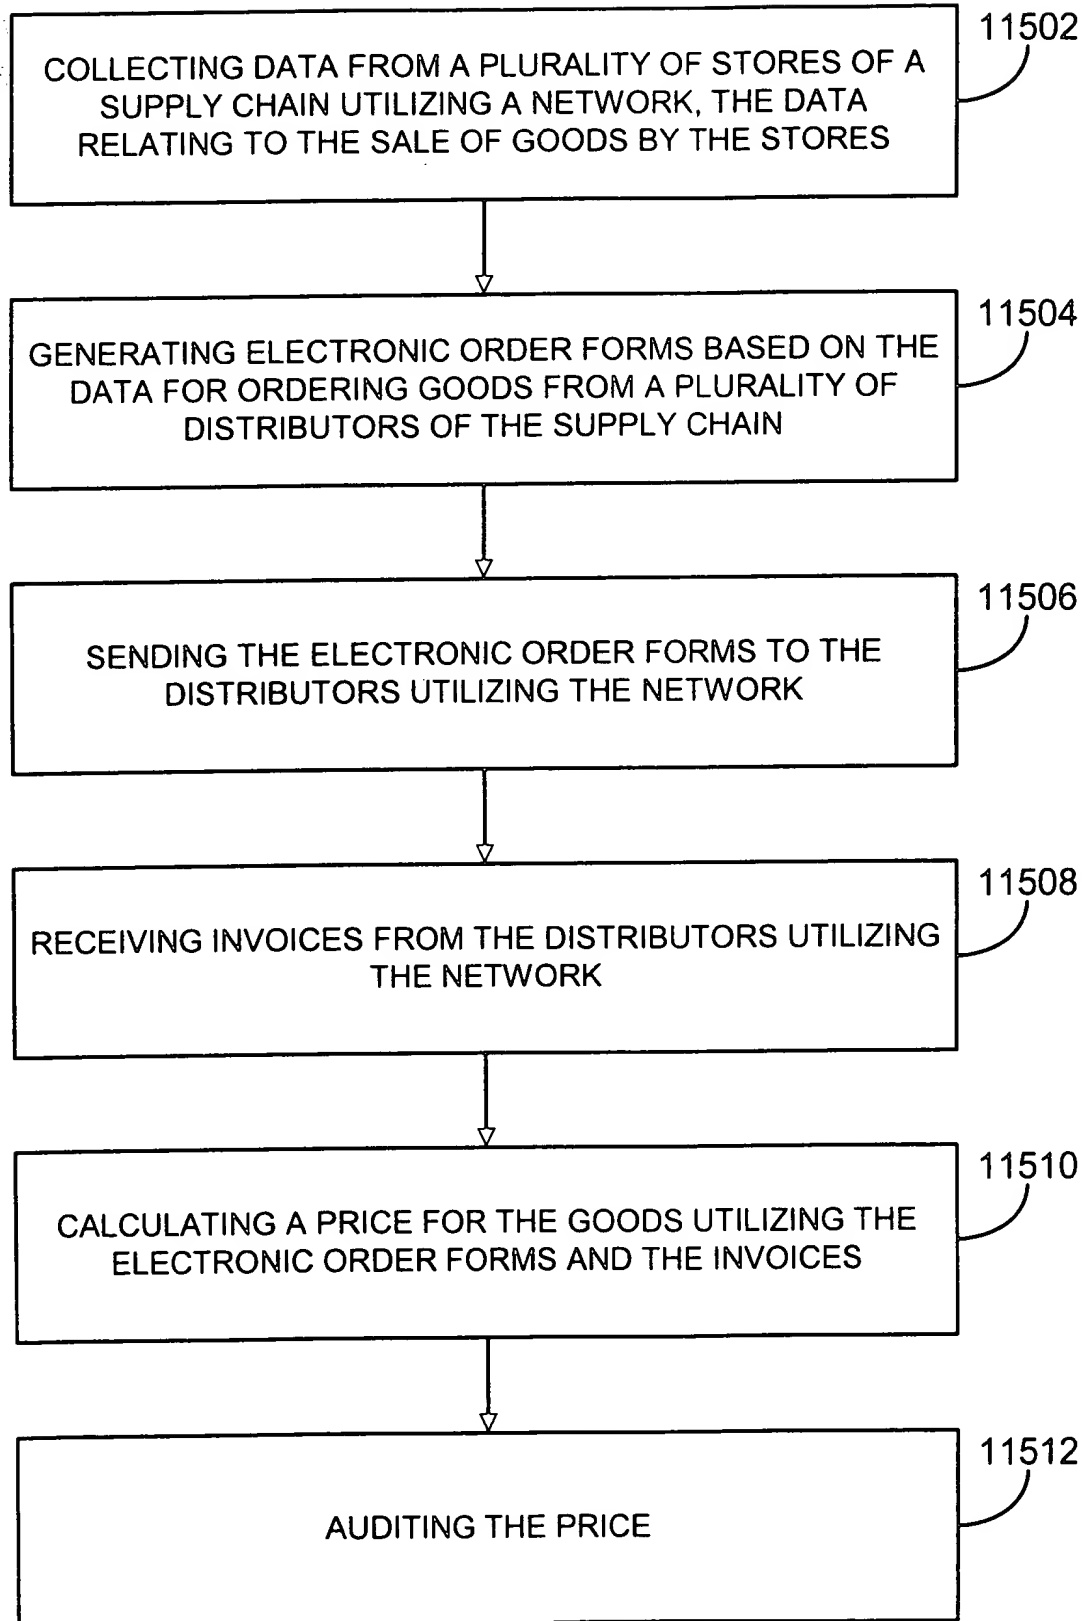 11502
COLLECTING DATA FROM A PLURALITY OF STORES OF A
SUPPLY CHAIN UTILIZING A NETWORK, THE DATA
RELATING TO THE SALE OF GOODS BY THE STORES
11504
GENERATING ELECTRONIC ORDER FORMS BASED ON THE
DATA FOR ORDERING GOODS FROM A PLURALITY OF
DISTRIBUTORS OF THE SUPPLY CHAIN
11506
SENDING THE ELECTRONIC ORDER FORMS TO THE
DISTRIBUTORS UTILIZING THE NETWORK
11508
RECEIVING INVOICES FROM THE DISTRIBUTORS UTILIZING
THE NETWORK
11510
CALCULATING A PRICE FOR THE GOODS UTILIZING THE
ELECTRONIC ORDER FORMS AND THE INVOICES
11512
AUDITING THE PRICE